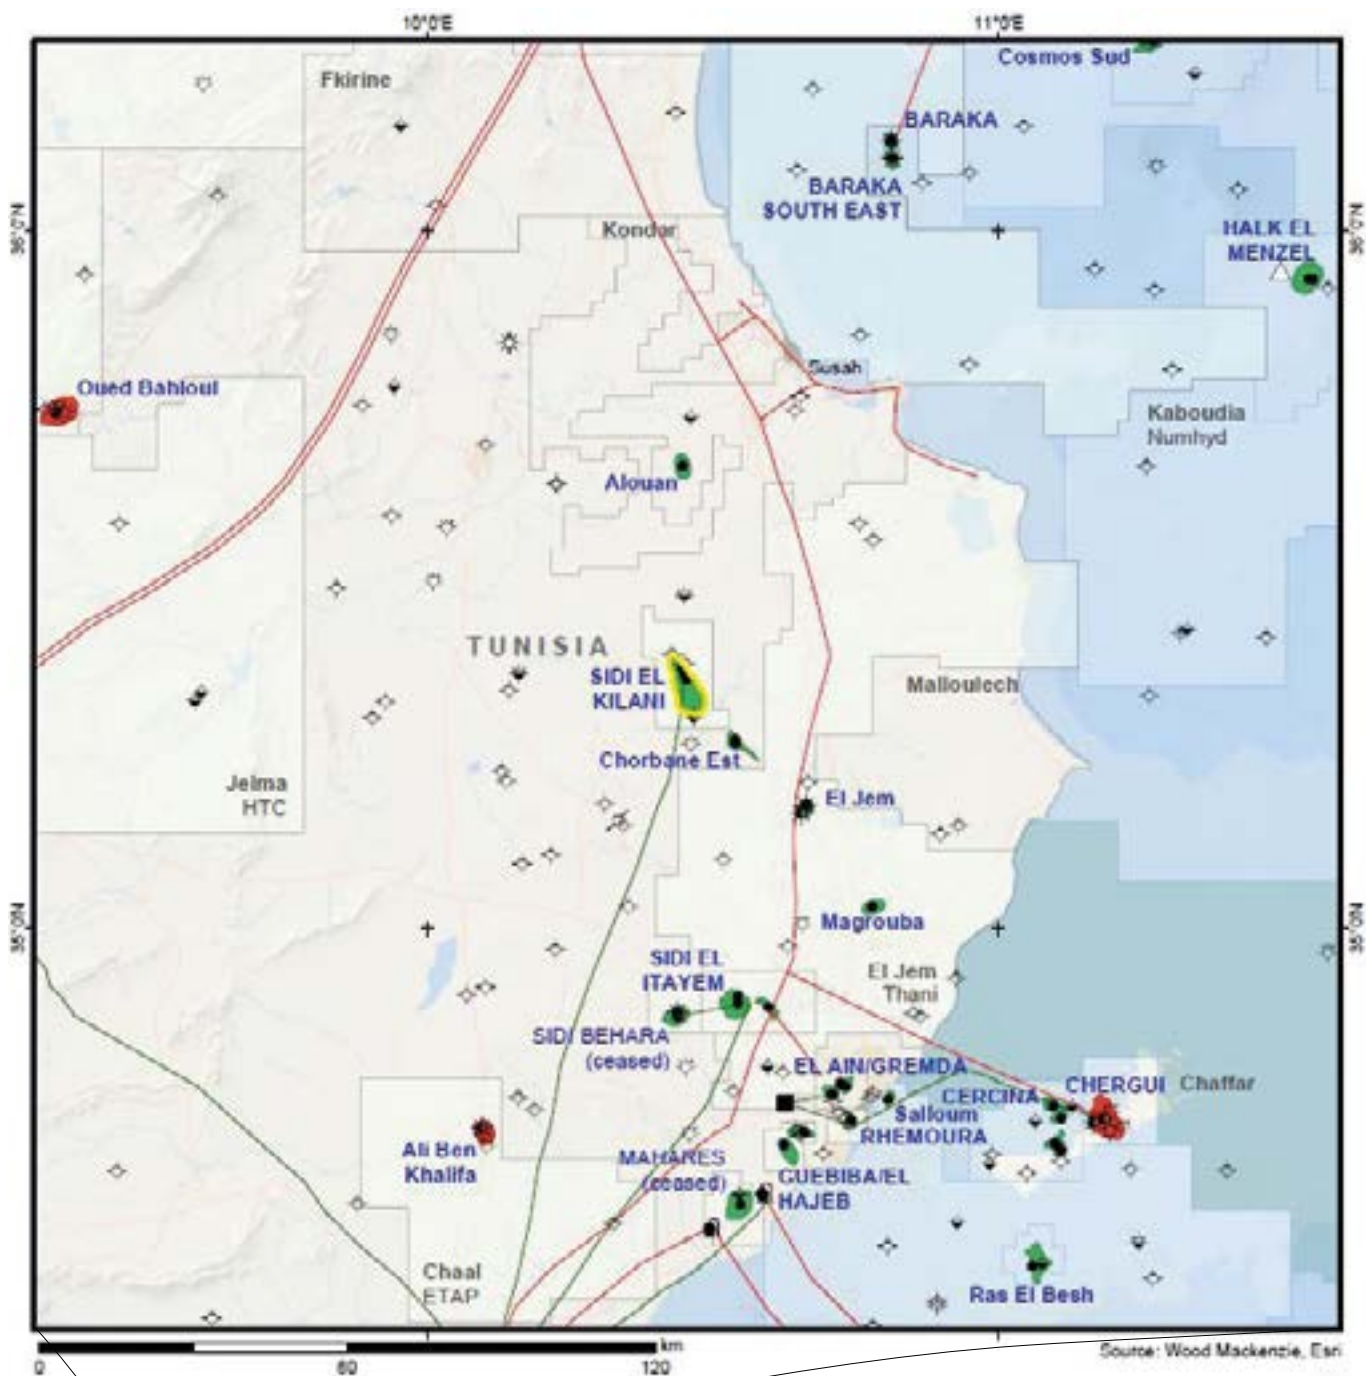 10°0'E
11°0'E
Fkirine
Cosmos Sud
BARAKA
BARAKA
SOUTH EAST
36°0'N
36°0'N
Kondar
HALK EL
MENZEL
Susah
Oued Bahloul
Kaboudia
Numhyd
Alouan
TUNISIA
SIDI EL
KILANI
Malloulech
Chorbane Est
Jelma
HTC
El Jem
Magrouba
35°0'N
35°0'N
SIDI EL
ITAYEM
El Jem
Thani
SIDI BEHARA
(ceased)
EL AIN/GREMDA
CERCINA
CHERGUI
Chaffar
Salloum
RHEMOURA
Ali Ben
Khalifa
MAHARES
(ceased)
GUEBIBA/EL
HAJEB
Chaal
ETAP
Ras El Besh
km
0
60
120
Source: Wood Mackenzie, Esri